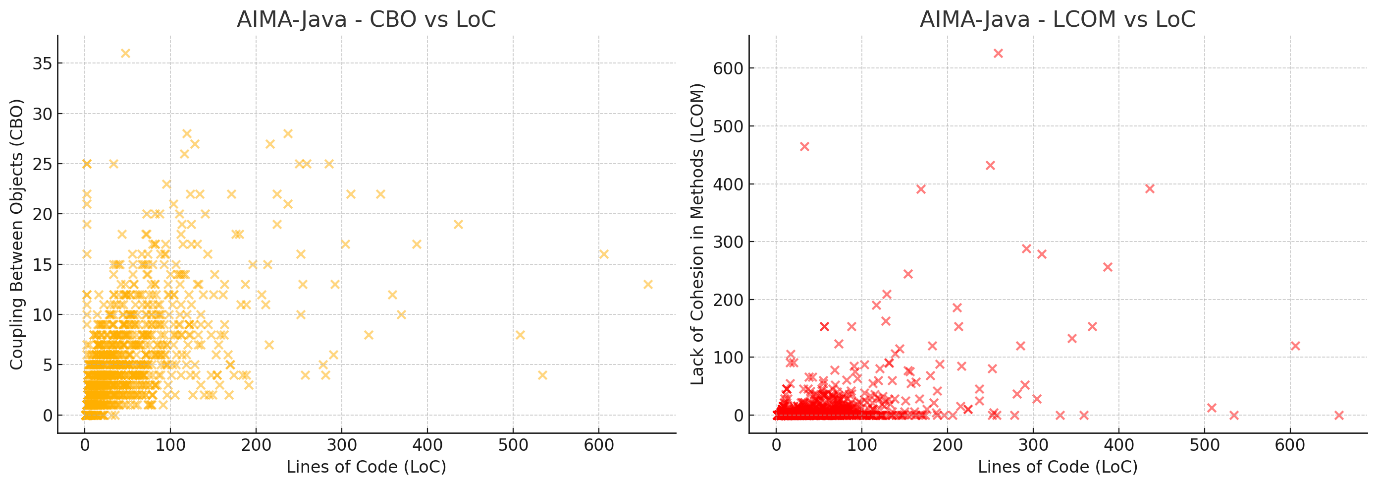 AIMA-Java - CBO vs LoC
Coupling Between Objects (CBO)
35
30
25
20
15
10
5
0
0 100 200 300 400 500 600
Lines of Code (LoC)
AIMA-Java - LCOM vs LoC
Lack of Cohesion in Methods (LCOM)
600
500
400
300
200
100
0
0 100 200 300 400 500 600
Lines of Code (LoC)